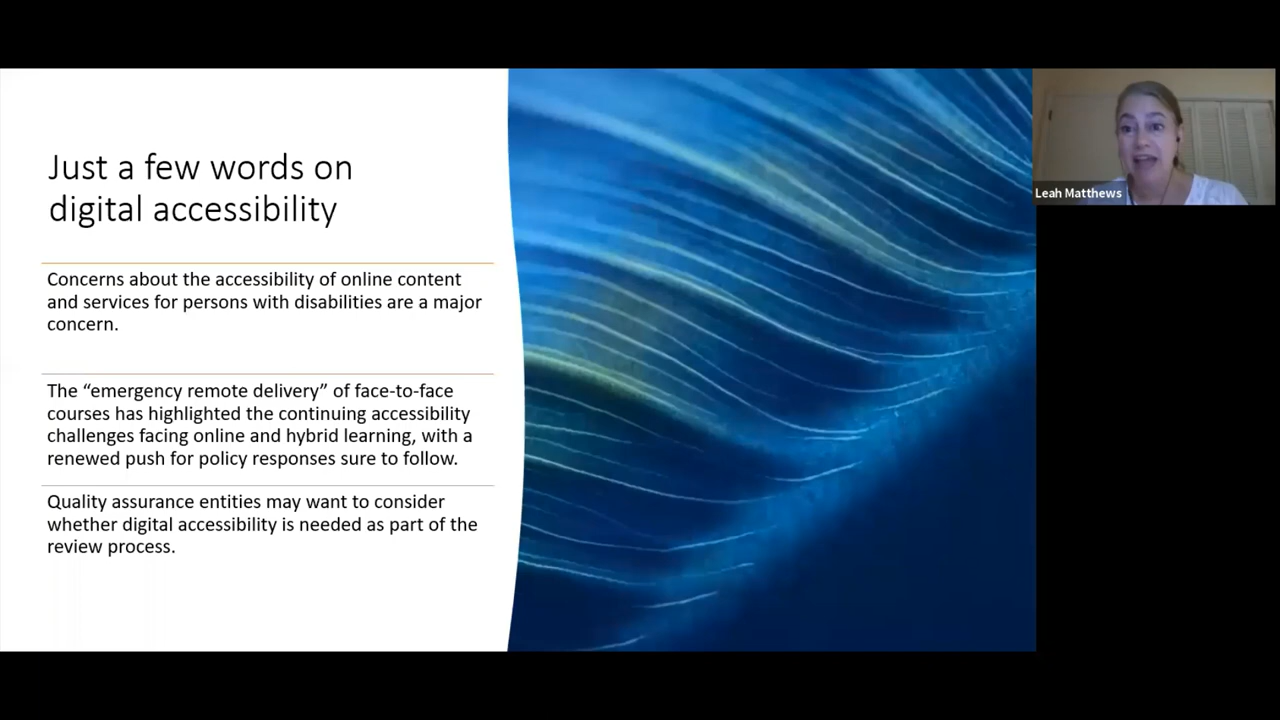 Just a few words on
digital accessibility
Concerns about the accessibility of online content
and services for persons with disabilities are a major
concern.
The “emergency remote delivery” of face-to-face
courses has highlighted the continuing accessibility
challenges facing online and hybrid learning, with a
renewed push for policy responses sure to follow.
Quality assurance entities may want to consider
whether digital accessibility is needed as part of the
review process.
Leah Matthews